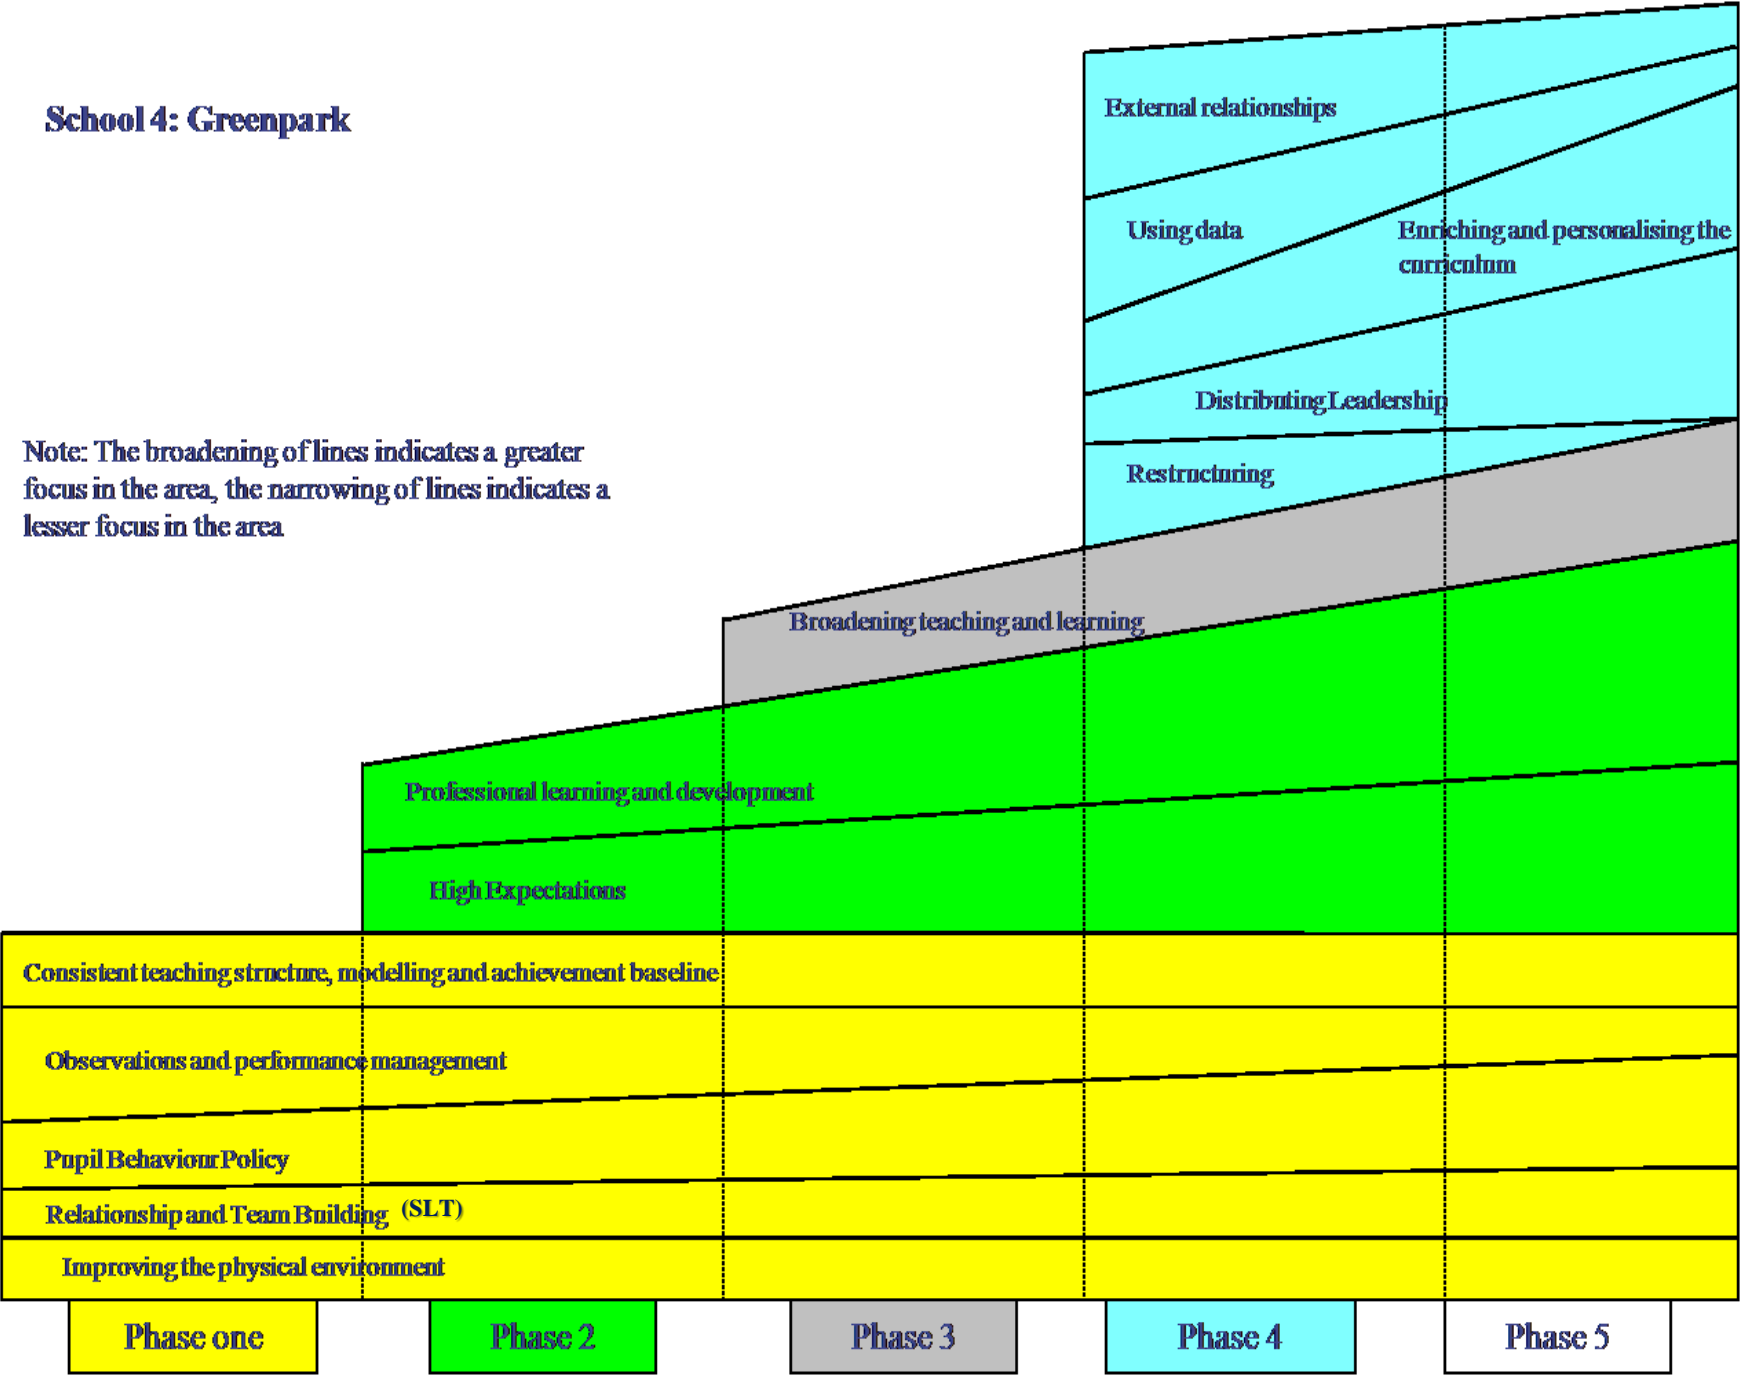 School 4: Greenpark
External relationships
Using data
Enriching and personalising the
curriculum
Distributing Leadership
Note: The broadening of lines indicates a greater
focus in the area, the narrowing of lines indicates a
lesser focus in the area
Restructuring
Broadening teaching and learning
Professional learning and development
High Expectations
Consistent teaching structure, modelling and achievement baseline
Observations and performance management
Pupil Behaviour Policy
Relationship and Team Building (SLT)
Improving the physical environment
Phase one
Phase 2
Phase 3
Phase 4
Phase 5